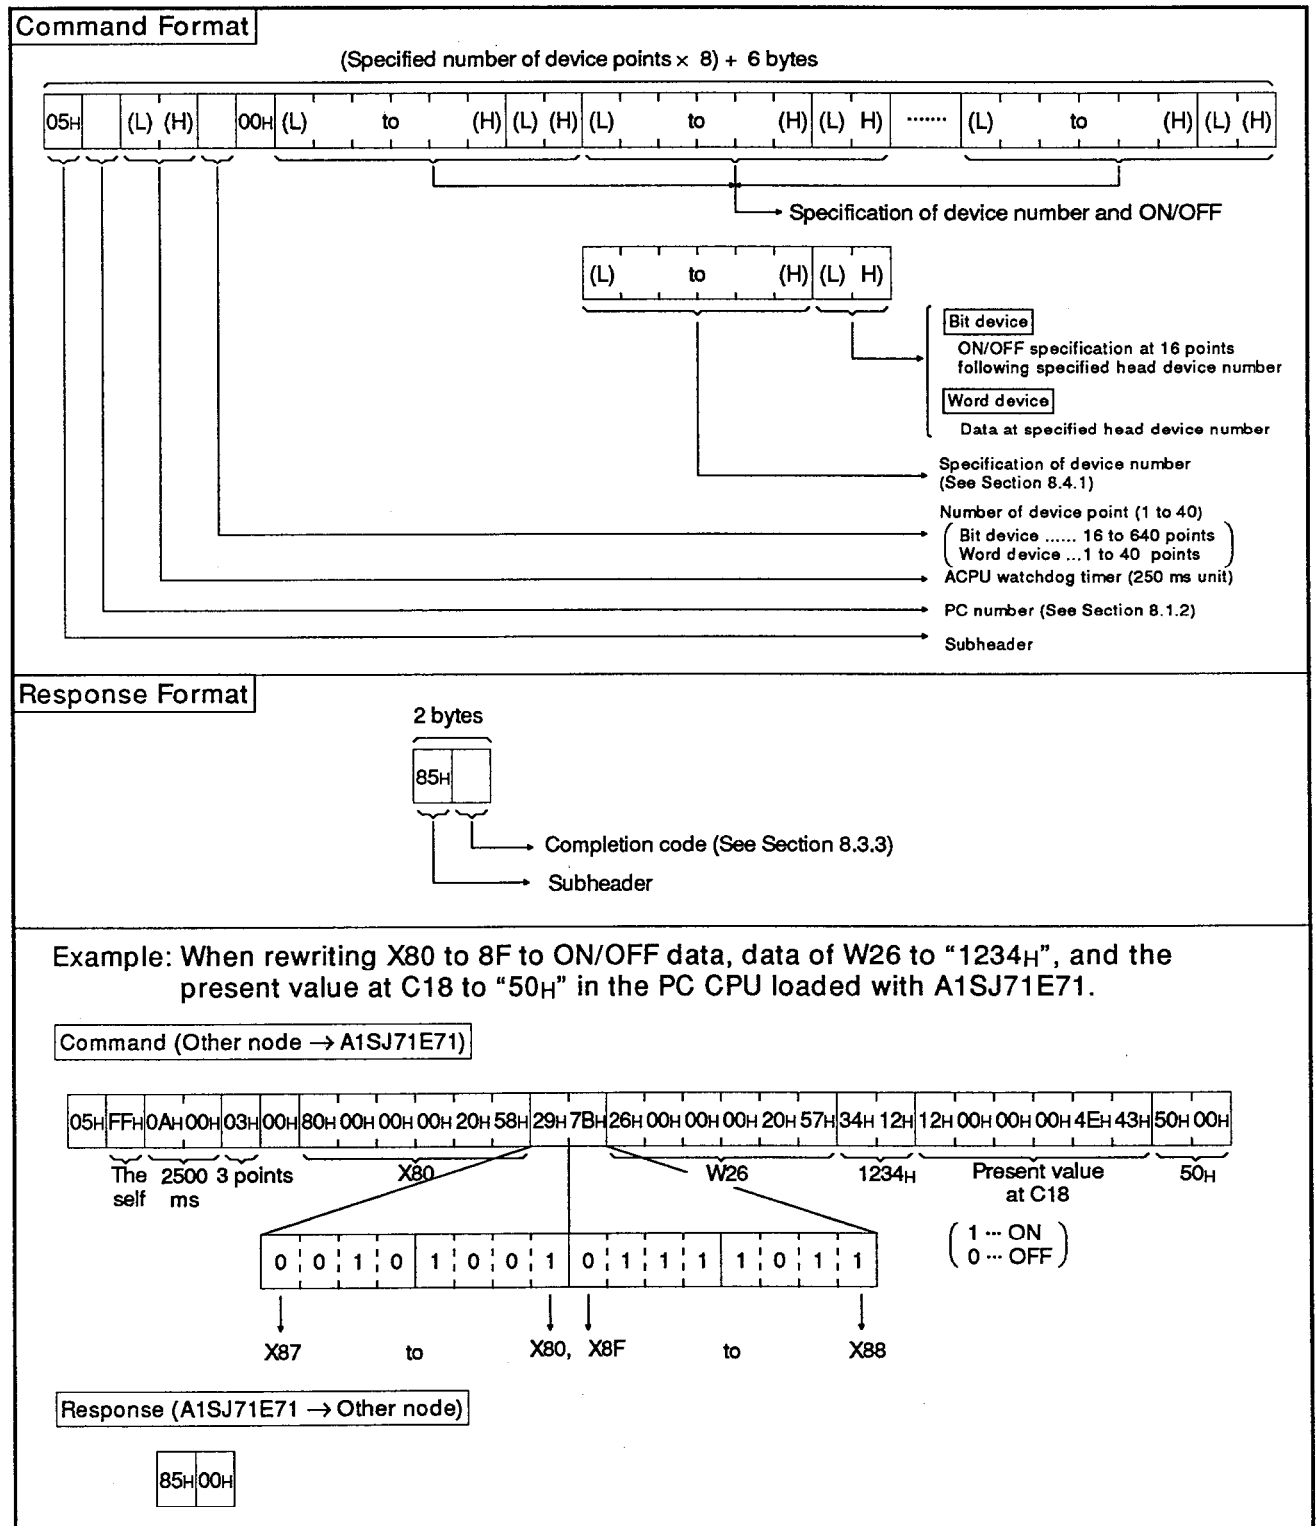 Command Format
(Specified number of device points × 8) + 6 bytes
05H (L) (H) 00H (L) to (H) (L) (H) (L) to (H) (L) H) ······· (L) to (H) (L) (H)
Specification of device number and ON/OFF
(L) to (H) (L) H)
Bit device
ON/OFF specification at 16 points
following specified head device number
Word device
Data at specified head device number
Specification of device number
(See Section 8.4.1)
Number of device point (1 to 40)
Bit device ...... 16 to 640 points
Word device ...1 to 40 points
ACPU watchdog timer (250 ms unit)
PC number (See Section 8.1.2)
Subheader
Response Format
2 bytes
85H
Completion code (See Section 8.3.3)
Subheader
Example: When rewriting X80 to 8F to ON/OFF data, data of W26 to “1234H”, and the
present value at C18 to “50H” in the PC CPU loaded with A1SJ71E71.
Command (Other node → A1SJ71E71)
05H FFH 0AH 00H 03H 00H 80H 00H 00H 00H 20H 58H 29H 7BH 26H 00H 00H 00H 20H 57H 34H 12H 12H 00H 00H 00H 4EH 43H 50H 00H
The 2500 3 points X80 W26 1234H Present value 50H
self ms at C18
( 1 ··· ON
0 ··· OFF )
0 0 1 0 1 0 0 1 0 1 1 1 1 0 1 1
X87 to X80, X8F to X88
Response (A1SJ71E71 → Other node)
85H 00H